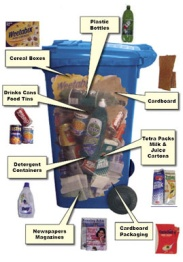 Plastic
Bottles
Weetabix
Cereal Boxes
Drinks Cans
Food Tins
Cardboard
Tetra Packs
Milk &
Juice
Cartons
Detergent
Containers
Newspapers
Magazines
Cardboard
Packaging